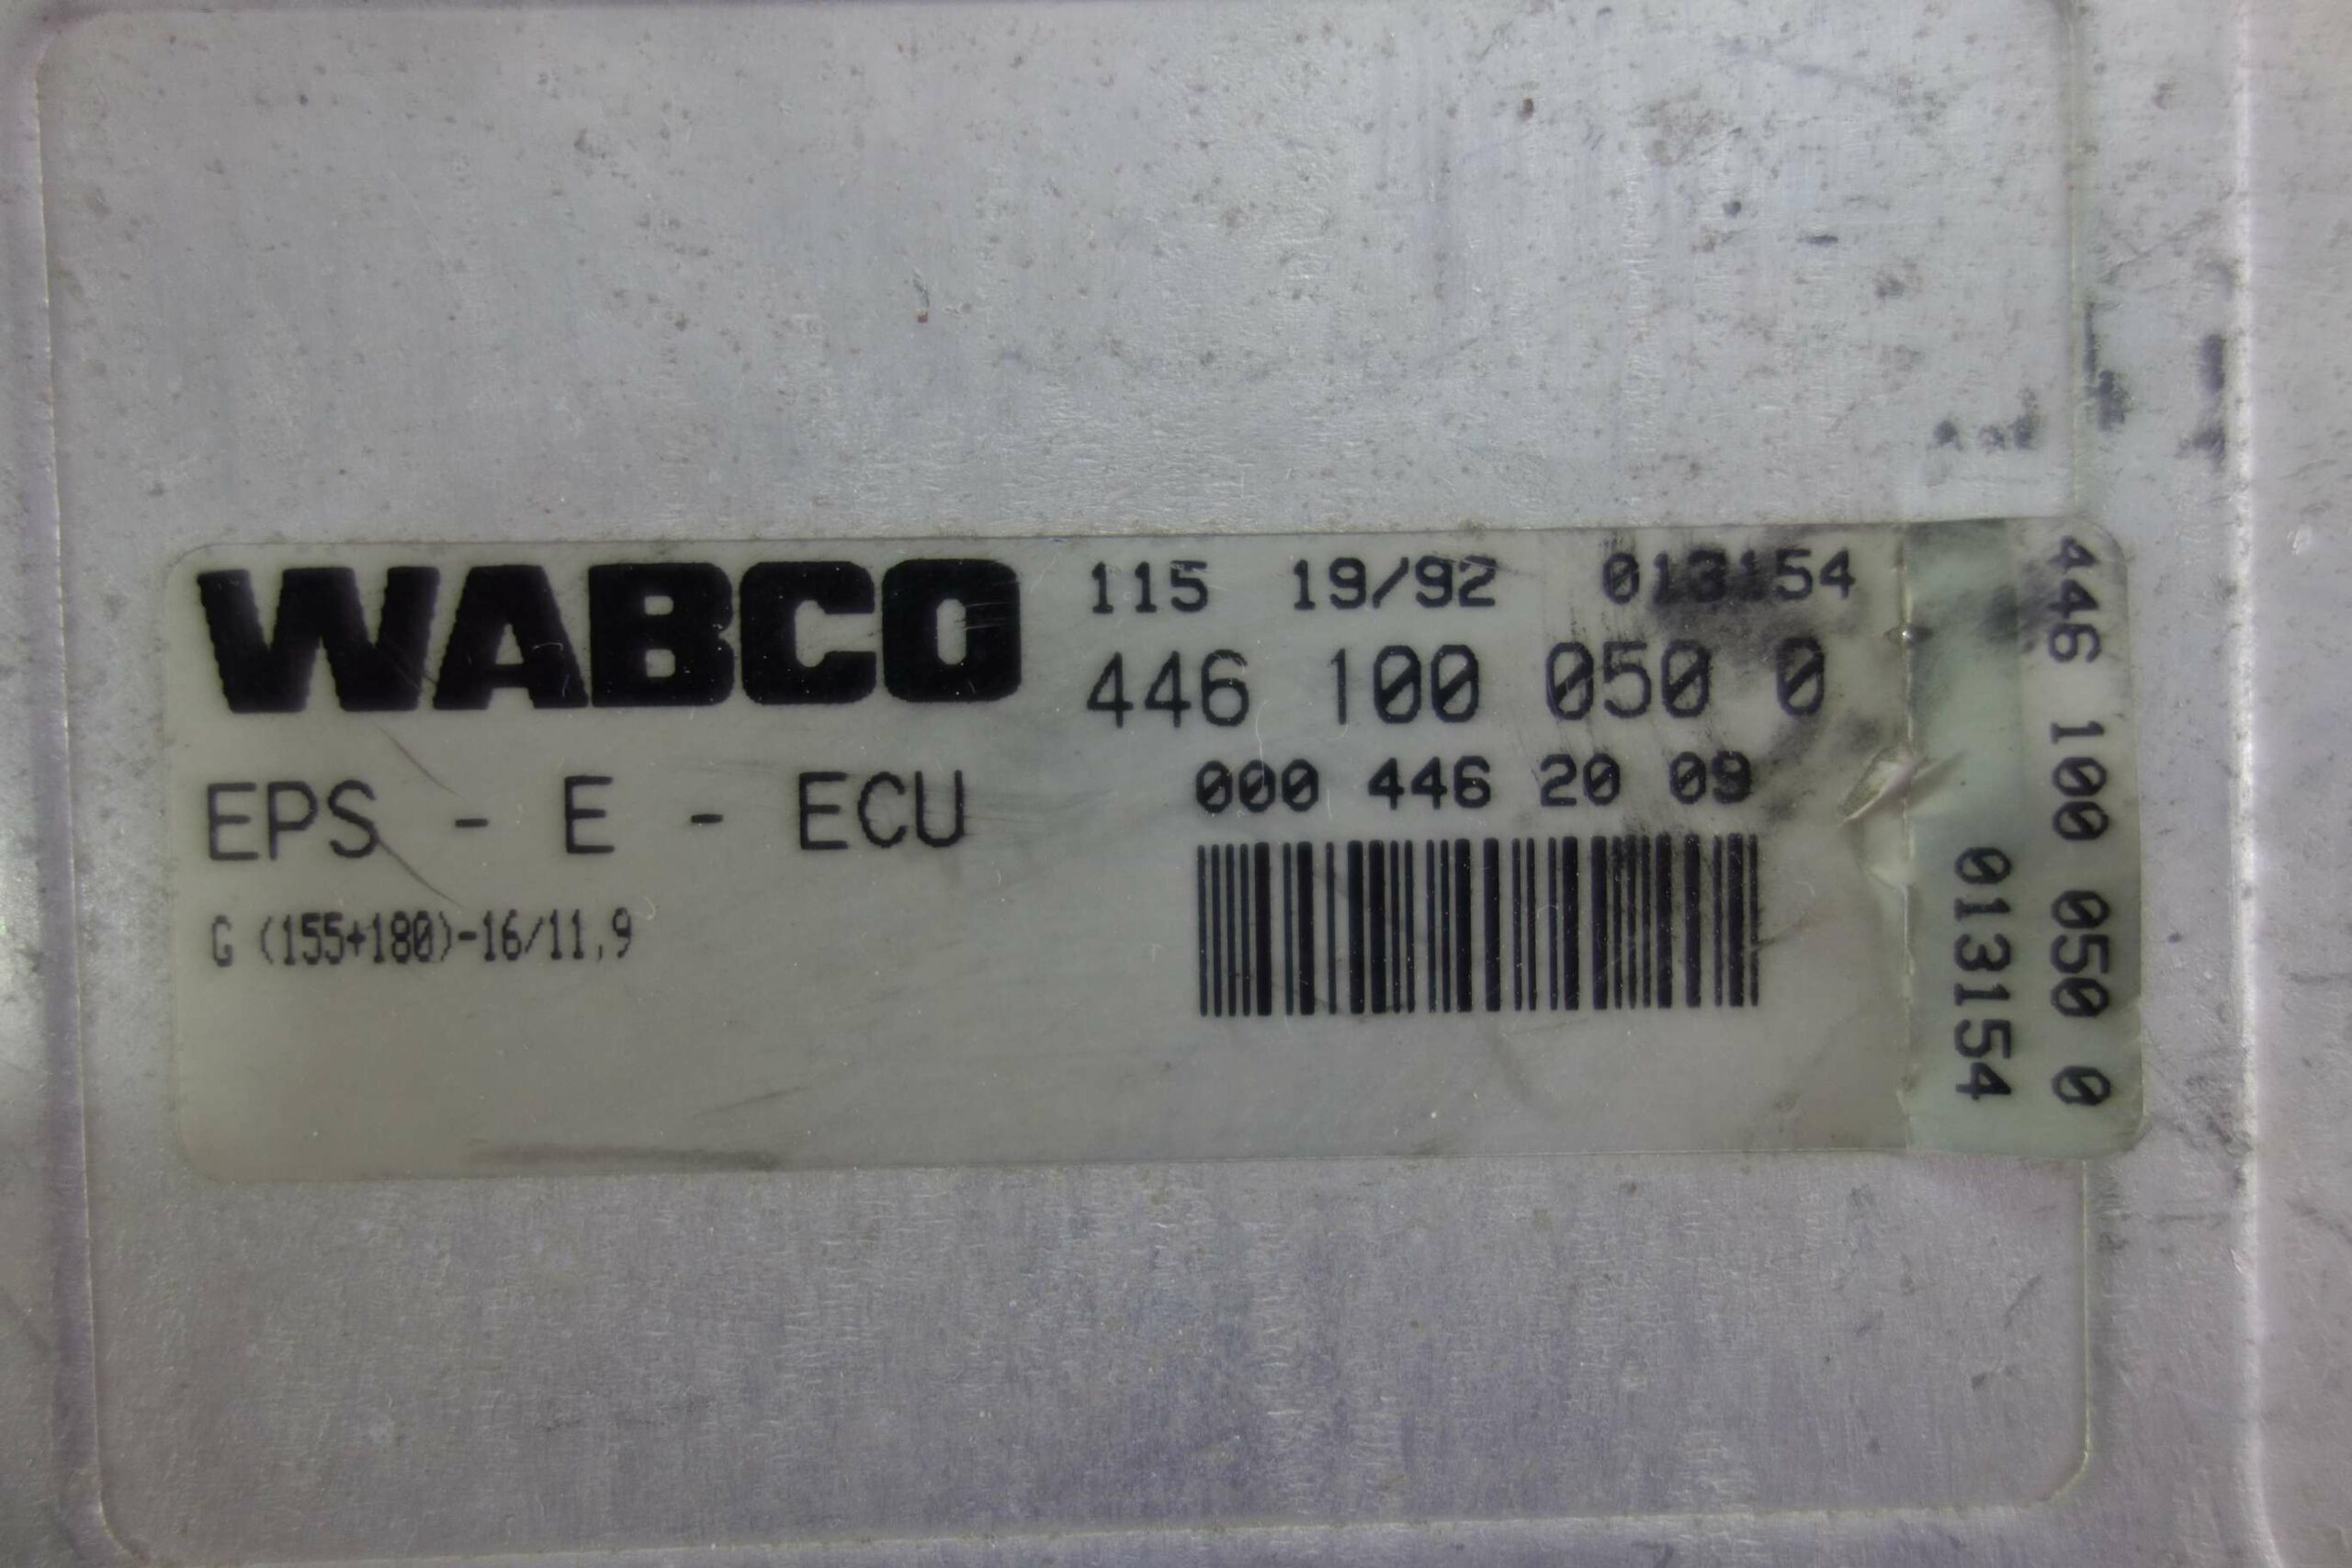 WABCO
115 19/92 013154
446 100 050 0
EPS - E - ECU
000 446 20 09
G (155+180)-16/11,9
446 100 050 0
013154